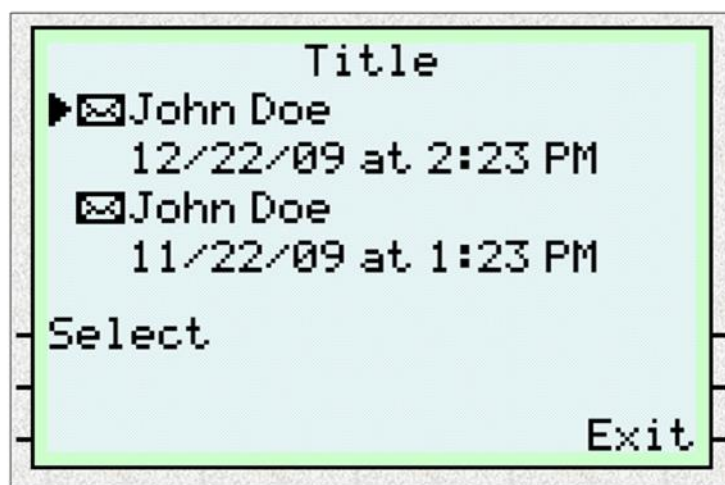 Title
John Doe
12/22/09 at 2:23 PM
John Doe
11/22/09 at 1:23 PM
Select
Exit